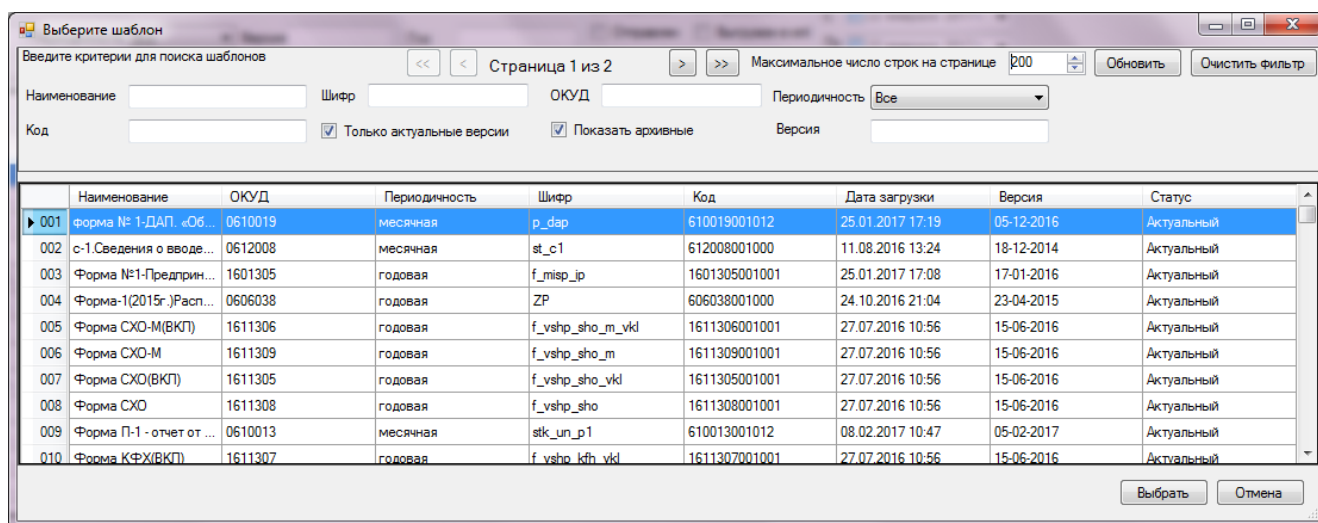 Выберите шаблон
Введите критерии для поиска шаблонов << < Страница 1 из 2 > >> Максимальное число строк на странице 200 Обновить Очистить фильтр
Наименование Шифр ОКУД Периодичность Все
Код Только актуальные версии Показать архивные Версия
Наименование ОКУД Периодичность Шифр Код Дата загрузки Версия Статус
001 форма № 1-ДАП. «Об... 0610019 месячная p_dap 610019001012 25.01.2017 17:19 05-12-2016 Актуальный
002 с-1.Сведения о вводе... 0612008 месячная st_c1 612008001000 11.08.2016 13:24 18-12-2014 Актуальный
003 Форма №1-Предприн... 1601305 годовая f_misp_ip 1601305001001 25.01.2017 17:08 17-01-2016 Актуальный
004 Форма-1(2015г.)Расп... 0606038 годовая ZP 606038001000 24.10.2016 21:04 23-04-2015 Актуальный
005 Форма СХО-М(ВКЛ) 1611306 годовая f_vshp_sho_m_vkl 1611306001001 27.07.2016 10:56 15-06-2016 Актуальный
006 Форма СХО-М 1611309 годовая f_vshp_sho_m 1611309001001 27.07.2016 10:56 15-06-2016 Актуальный
007 Форма СХО(ВКЛ) 1611305 годовая f_vshp_sho_vkl 1611305001001 27.07.2016 10:56 15-06-2016 Актуальный
008 Форма СХО 1611308 годовая f_vshp_sho 1611308001001 27.07.2016 10:56 15-06-2016 Актуальный
009 Форма П-1 - отчет от ... 0610013 месячная stk_un_p1 610013001012 08.02.2017 10:47 05-02-2017 Актуальный
010 Форма КФХ(ВКЛ) 1611307 годовая f_vshp_kfh_vkl 1611307001001 27.07.2016 10:56 15-06-2016 Актуальный
Выбрать Отмена